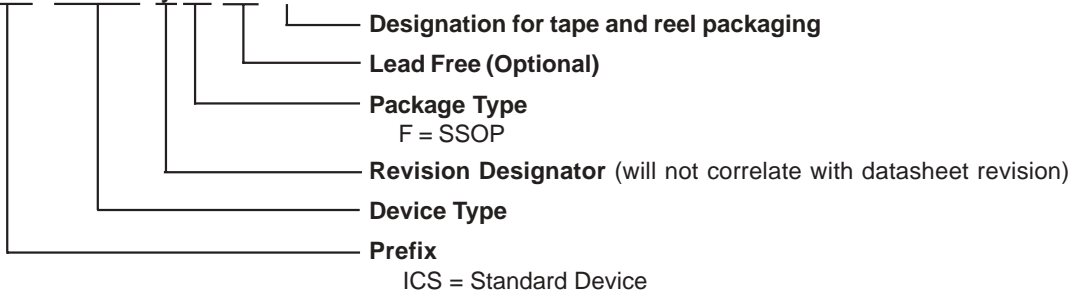 Designation for tape and reel packaging
Lead Free (Optional)
Package Type
F = SSOP
Revision Designator (will not correlate with datasheet revision)
Device Type
Prefix
ICS = Standard Device